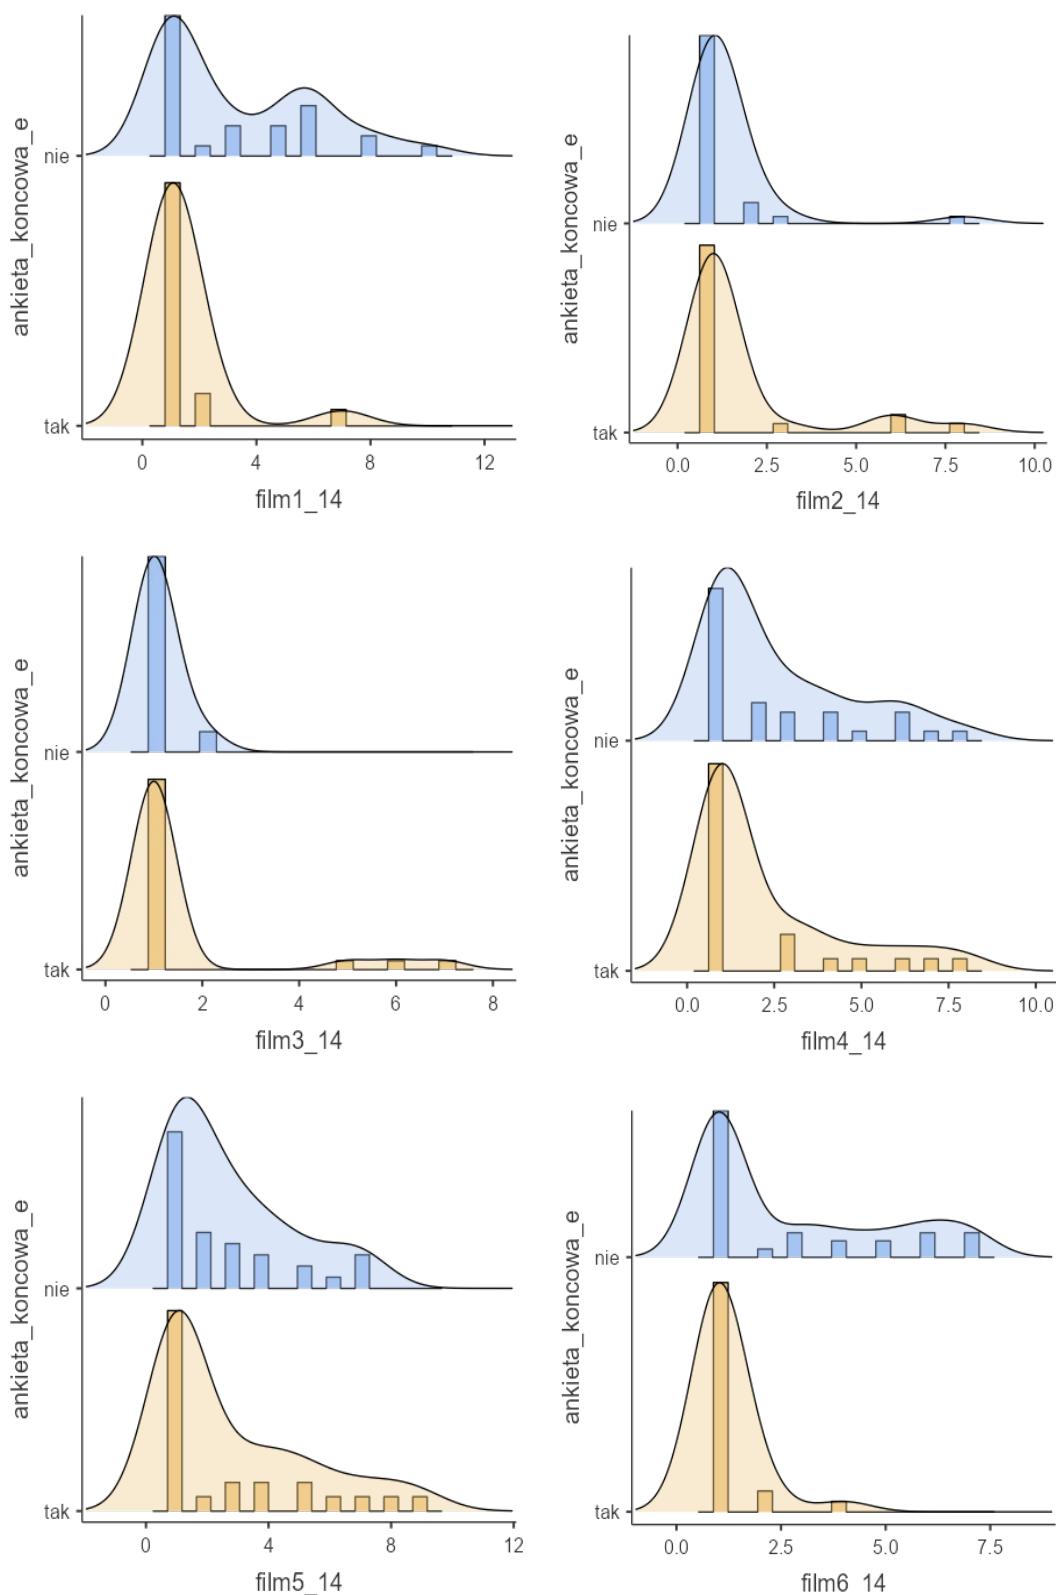 ankieta_koncowa_e
nie
tak
0 4 8 12
film1_14
ankieta_koncowa_e
nie
tak
0.0 2.5 5.0 7.5 10.0
film2_14
ankieta_koncowa_e
nie
tak
0 2 4 6 8
film3_14
ankieta_koncowa_e
nie
tak
0.0 2.5 5.0 7.5 10.0
film4_14
ankieta_koncowa_e
nie
tak
0 4 8 12
film5_14
ankieta_koncowa_e
nie
tak
0.0 2.5 5.0 7.5
film6_14